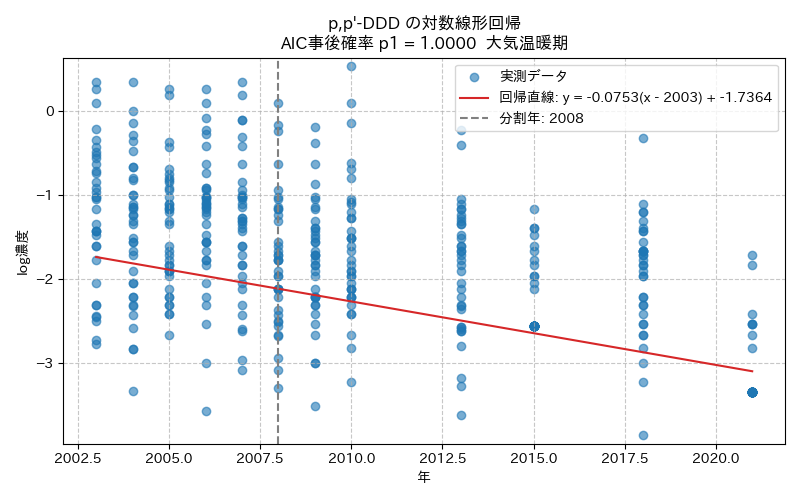 p,p'-DDD の対数線形回帰
AIC事後確率 p1 = 1.0000 大気温暖期
実測データ
回帰直線: y = -0.0753(x - 2003) + -1.7364
分割年: 2008
log濃度
0
−1
−2
−3
2002.5 2005.0 2007.5 2010.0 2012.5 2015.0 2017.5 2020.0
年